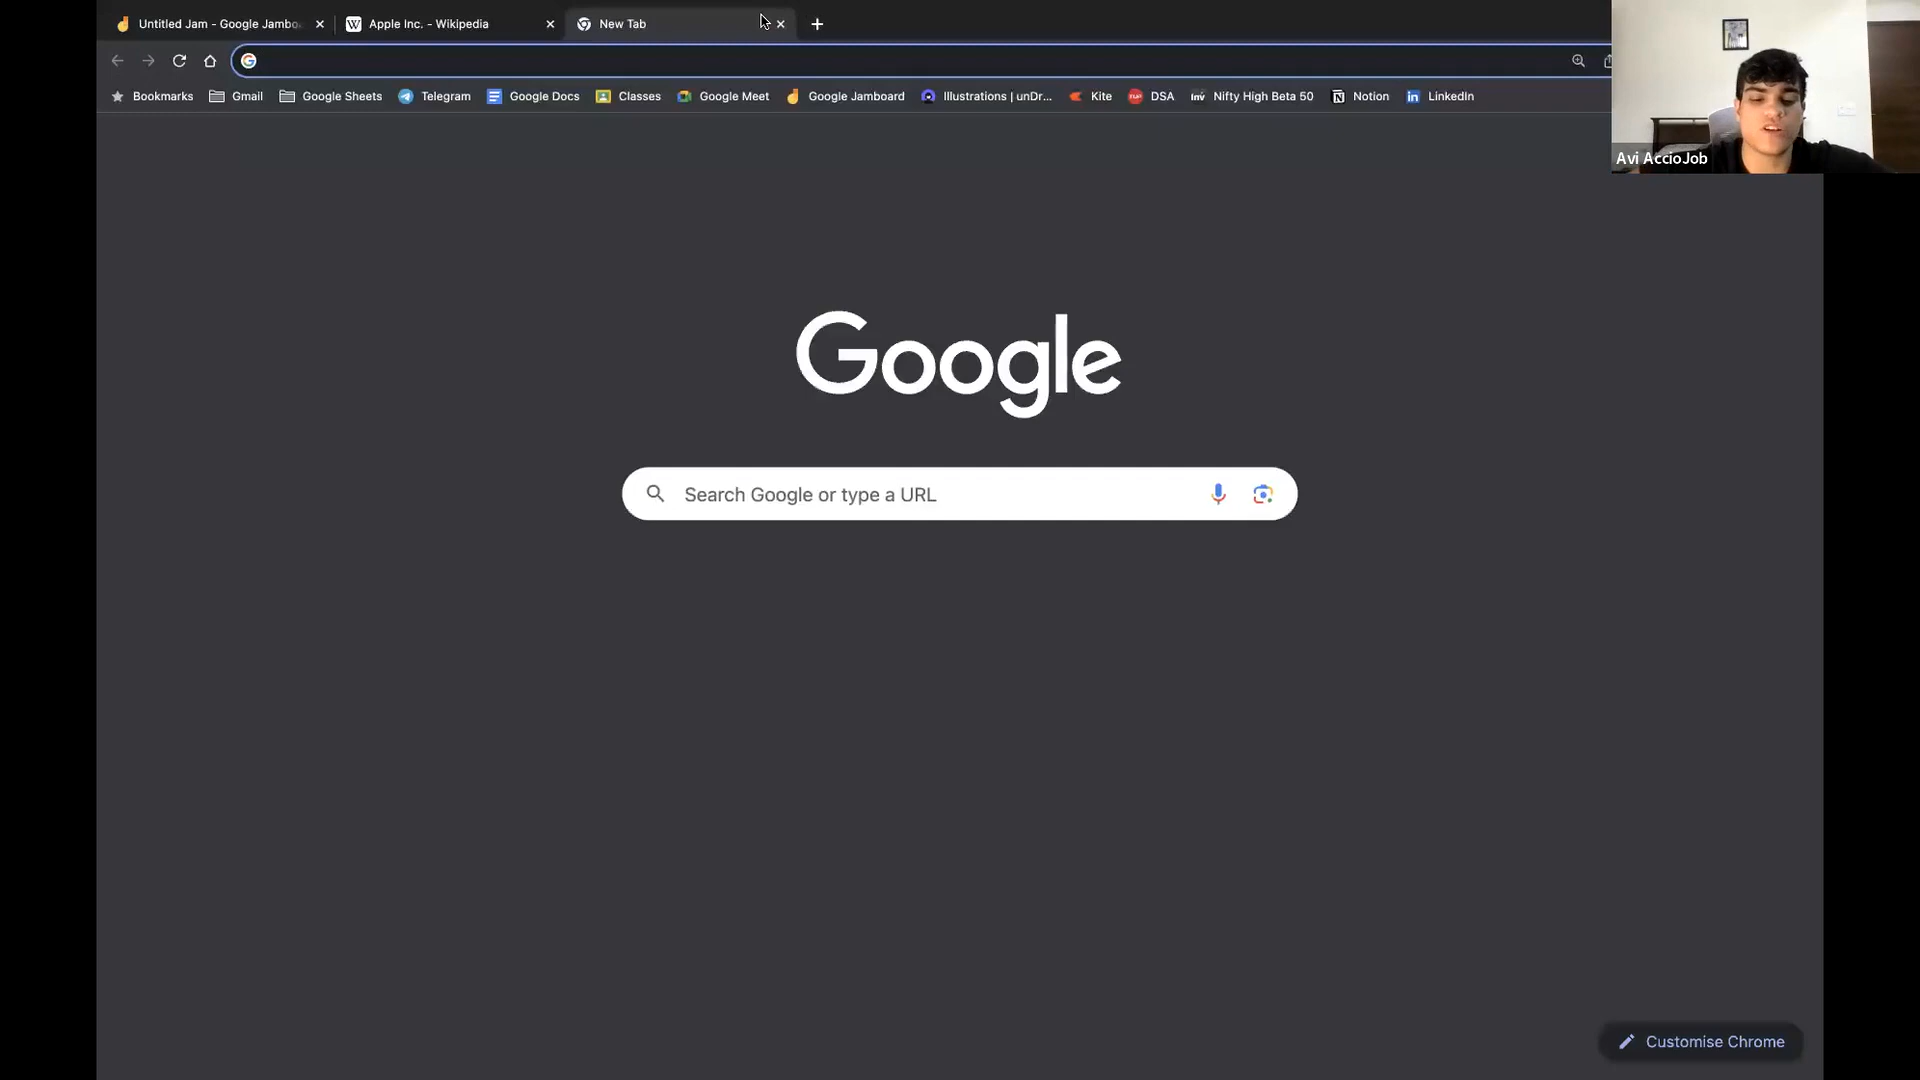 Untitled Jam - Google Jambo
Apple Inc. - Wikipedia
New Tab
Bookmarks
Gmail
Google Sheets
Telegram
Google Docs
Classes
Google Meet
Google Jamboard
Illustrations | unDr...
Kite
DSA
inv Nifty High Beta 50
Notion
LinkedIn
Avi AccioJob
Google
Search Google or type a URL
Customise Chrome